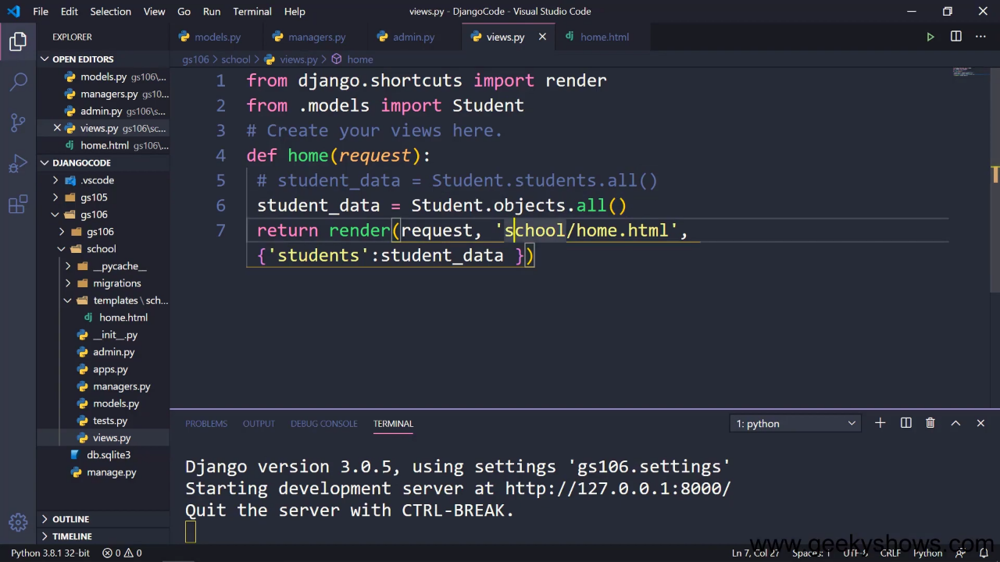 File Edit Selection View Go Run Terminal Help
views.py - DjangoCode - Visual Studio Code
EXPLORER
OPEN EDITORS
models.py gs106\...
managers.py gs10...
admin.py gs106\s...
views.py gs106\sc...
home.html gs106\...
DJANGOCODE
.vscode
gs105
gs106
gs106
school
__pycache__
migrations
templates \ sch...
home.html
__init__.py
admin.py
apps.py
managers.py
models.py
tests.py
views.py
db.sqlite3
manage.py
OUTLINE
TIMELINE
models.py managers.py admin.py views.py home.html
gs106 > school > views.py > home
1 from django.shortcuts import render
2 from .models import Student
3 # Create your views here.
4 def home(request):
5 # student_data = Student.students.all()
6 student_data = Student.objects.all()
7 return render(request, 'school/home.html',
{'students':student_data })
PROBLEMS OUTPUT DEBUG CONSOLE TERMINAL
1: python
Django version 3.0.5, using settings 'gs106.settings'
Starting development server at http://127.0.0.1:8000/
Quit the server with CTRL-BREAK.
www.geekyshows.com
Python 3.8.1 32-bit 0 0
Ln 7, Col 27 Spaces: 1 UTF-8 CRLF Python